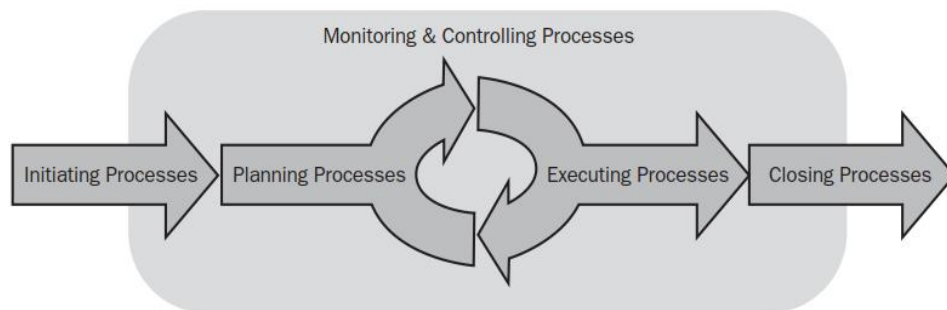 Monitoring & Controlling Processes
Initiating Processes
Planning Processes
Executing Processes
Closing Processes